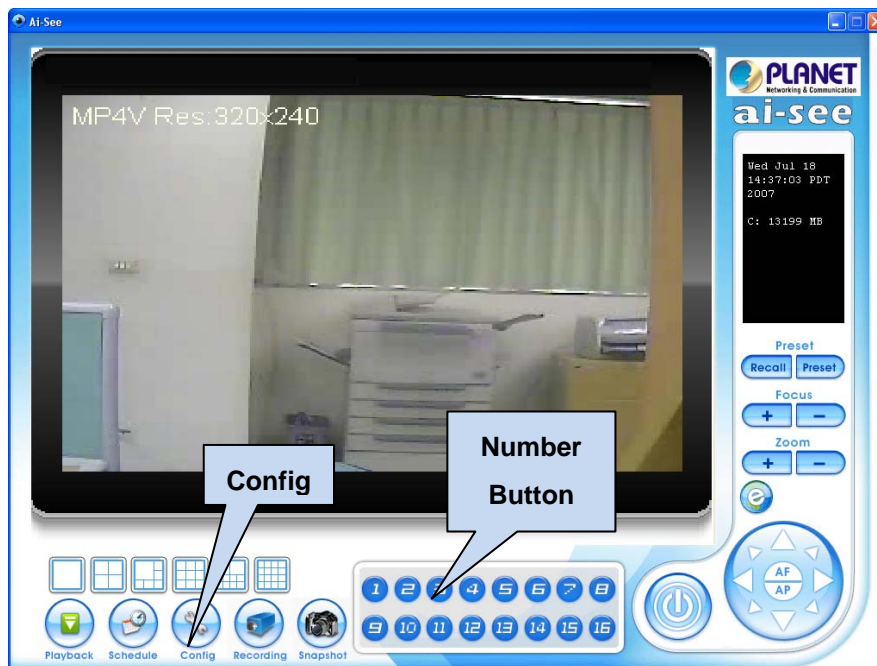 Ai-See
PLANET
Networking & Communication
ai-see
MP4V Res:320x240
Wed Jul 18
14:37:03 PDT
2007
C: 13199 MB
Preset
Recall Preset
Focus
+ −
Zoom
+ −
e
AF
AP
Config
Number
Button
1 2 3 4 5 6 7 8
9 10 11 12 13 14 15 16
Playback Schedule Config Recording Snapshot